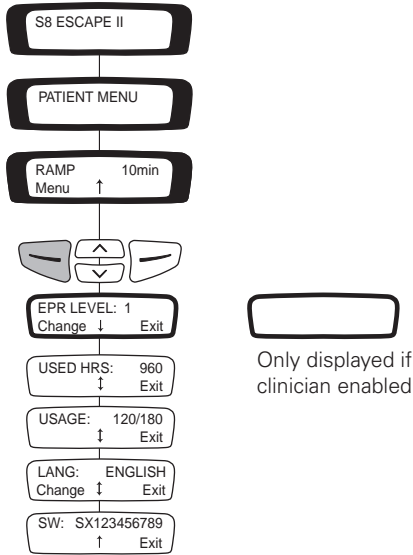 S8 ESCAPE II
PATIENT MENU
RAMP 10min
Menu ↑
EPR LEVEL: 1
Change ↓ Exit
USED HRS: 960
↕ Exit
USAGE: 120/180
↕ Exit
LANG: ENGLISH
Change ↕ Exit
SW: SX123456789
↑ Exit
Only displayed if
clinician enabled